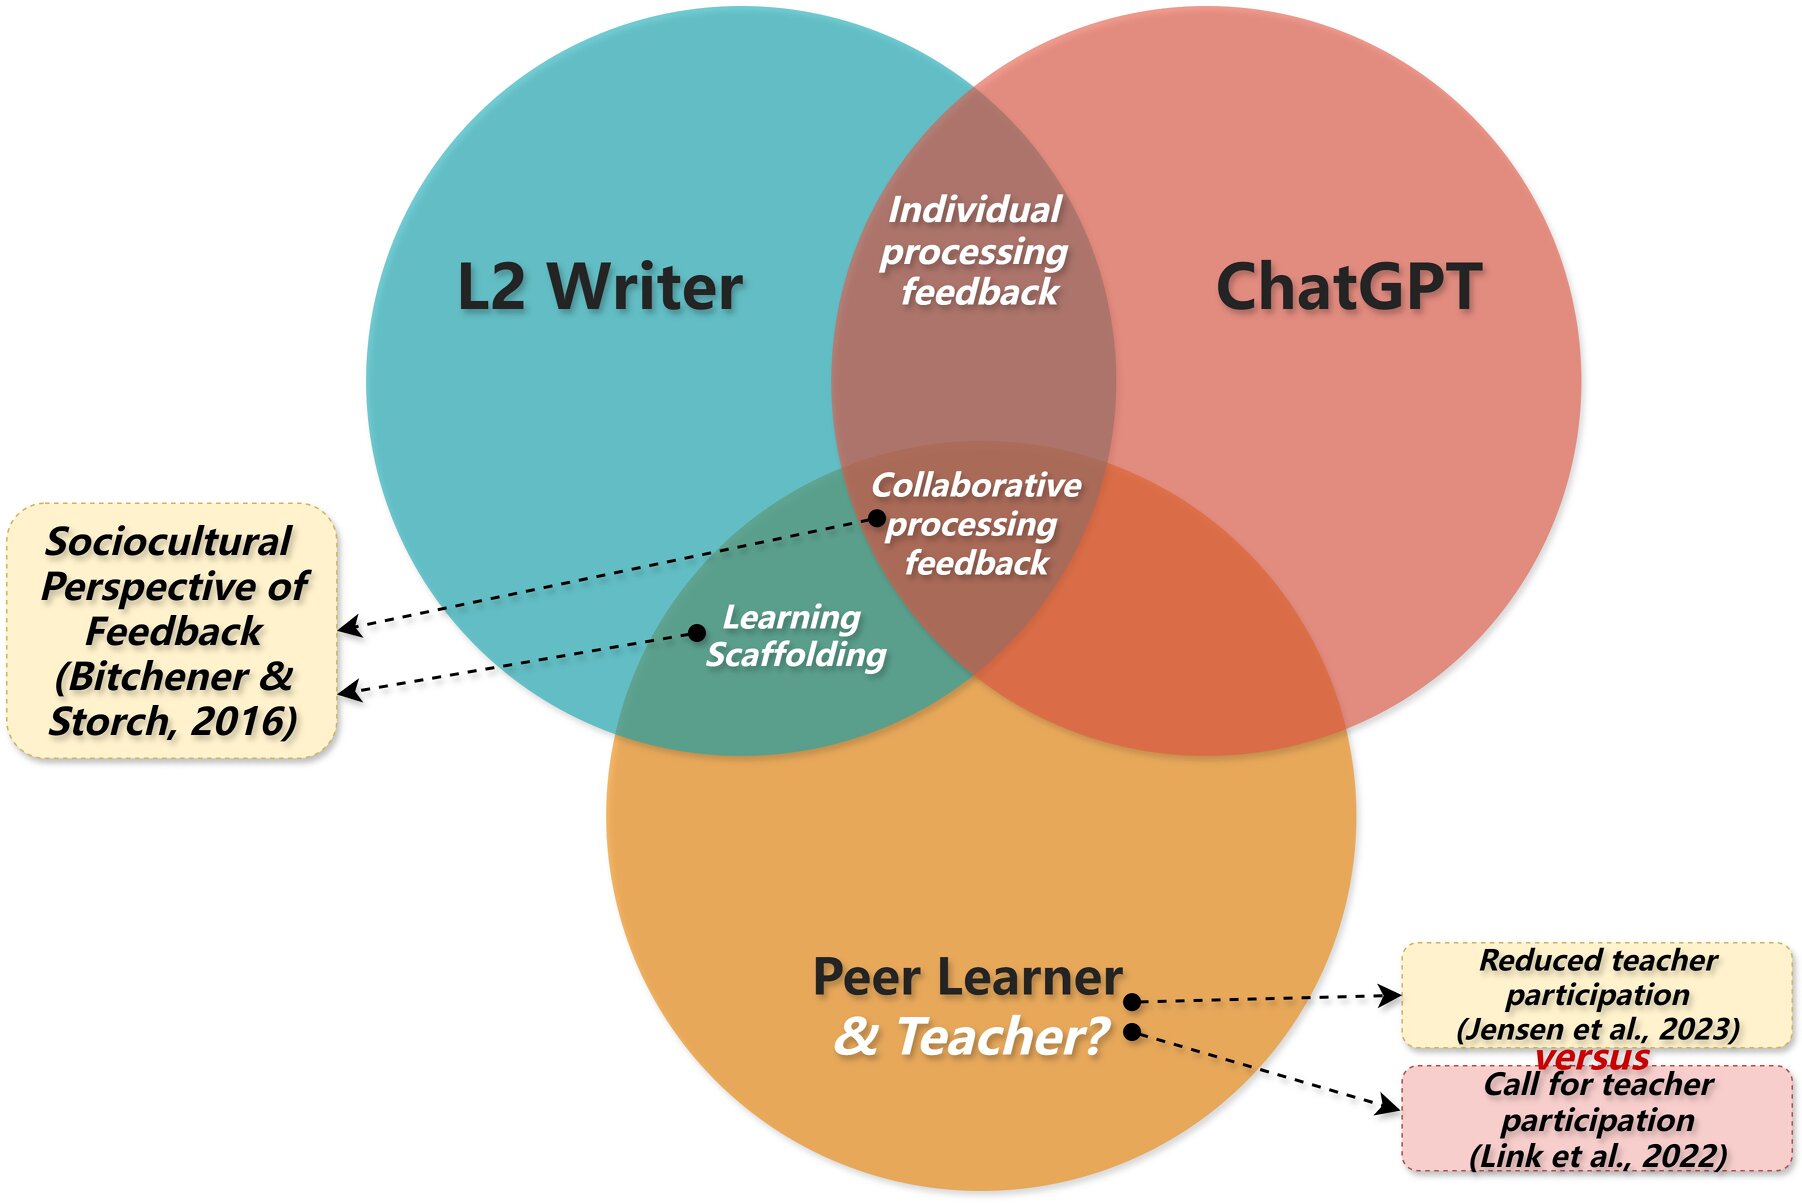 L2 Writer
ChatGPT
Individual
processing
feedback
Collaborative
processing
feedback
Learning
Scaffolding
Sociocultural
Perspective of
Feedback
(Bitchener &
Storch, 2016)
Peer Learner
& Teacher?
Reduced teacher
participation
(Jensen et al., 2023)
versus
Call for teacher
participation
(Link et al., 2022)